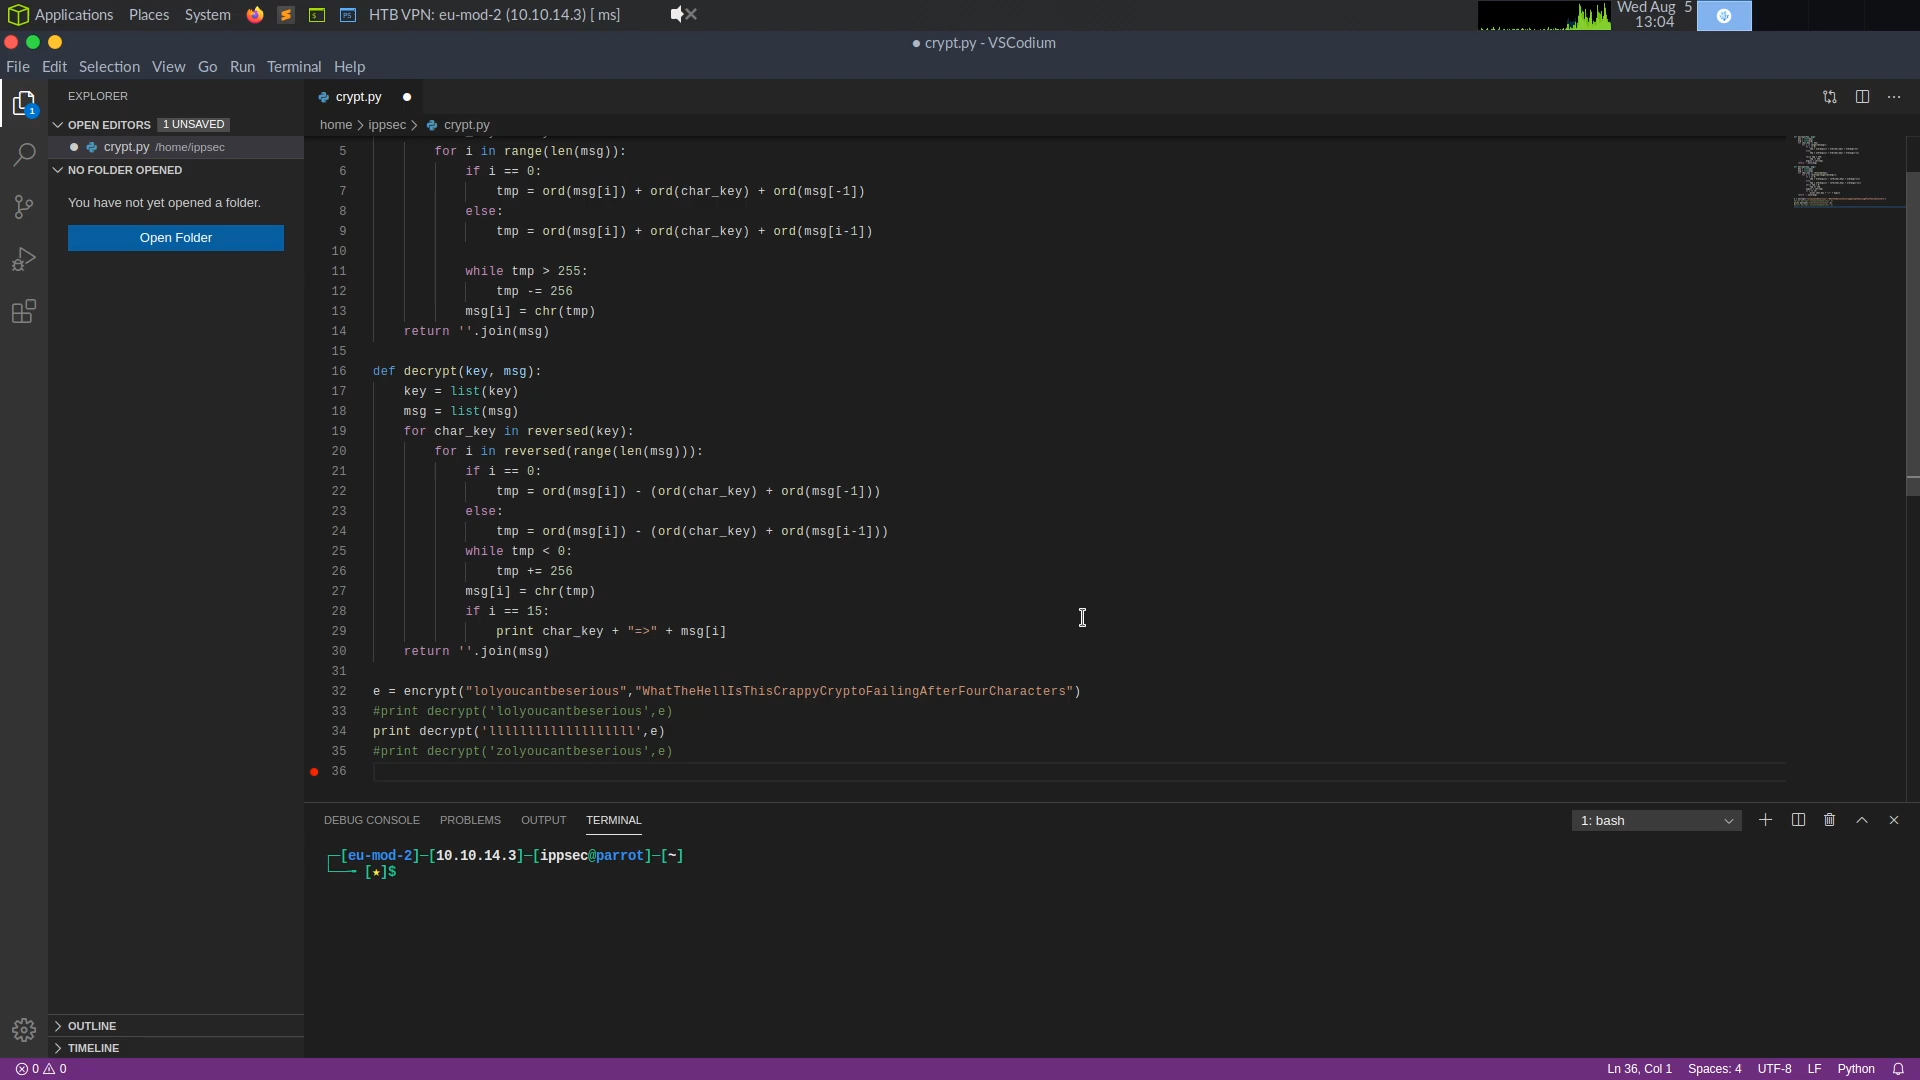 Applications Places System HTB VPN: eu-mod-2 (10.10.14.3) [ ms] Wed Aug 5
13:04
● crypt.py - VSCodium
File Edit Selection View Go Run Terminal Help
EXPLORER
OPEN EDITORS 1 UNSAVED
crypt.py /home/ippsec
NO FOLDER OPENED
You have not yet opened a folder.
Open Folder
OUTLINE
TIMELINE
crypt.py
home > ippsec > crypt.py
5 for i in range(len(msg)):
6 if i == 0:
7 tmp = ord(msg[i]) + ord(char_key) + ord(msg[-1])
8 else:
9 tmp = ord(msg[i]) + ord(char_key) + ord(msg[i-1])
10
11 while tmp > 255:
12 tmp -= 256
13 msg[i] = chr(tmp)
14 return ''.join(msg)
15
16 def decrypt(key, msg):
17 key = list(key)
18 msg = list(msg)
19 for char_key in reversed(key):
20 for i in reversed(range(len(msg))):
21 if i == 0:
22 tmp = ord(msg[i]) - (ord(char_key) + ord(msg[-1]))
23 else:
24 tmp = ord(msg[i]) - (ord(char_key) + ord(msg[i-1]))
25 while tmp < 0:
26 tmp += 256
27 msg[i] = chr(tmp)
28 if i == 15:
29 print char_key + "=>" + msg[i]
30 return ''.join(msg)
31
32 e = encrypt("lolyoucantbeserious","WhatTheHellIsThisCrappyCryptoFailingAfterFourCharacters")
33 #print decrypt('lolyoucantbeserious',e)
34 print decrypt('lllllllllllllllllll',e)
35 #print decrypt('zolyoucantbeserious',e)
36
DEBUG CONSOLE PROBLEMS OUTPUT TERMINAL 1: bash
┌─[eu-mod-2]─[10.10.14.3]─[ippsec@parrot]─[~]
└──╼ [★]$
0 0 Ln 36, Col 1 Spaces: 4 UTF-8 LF Python